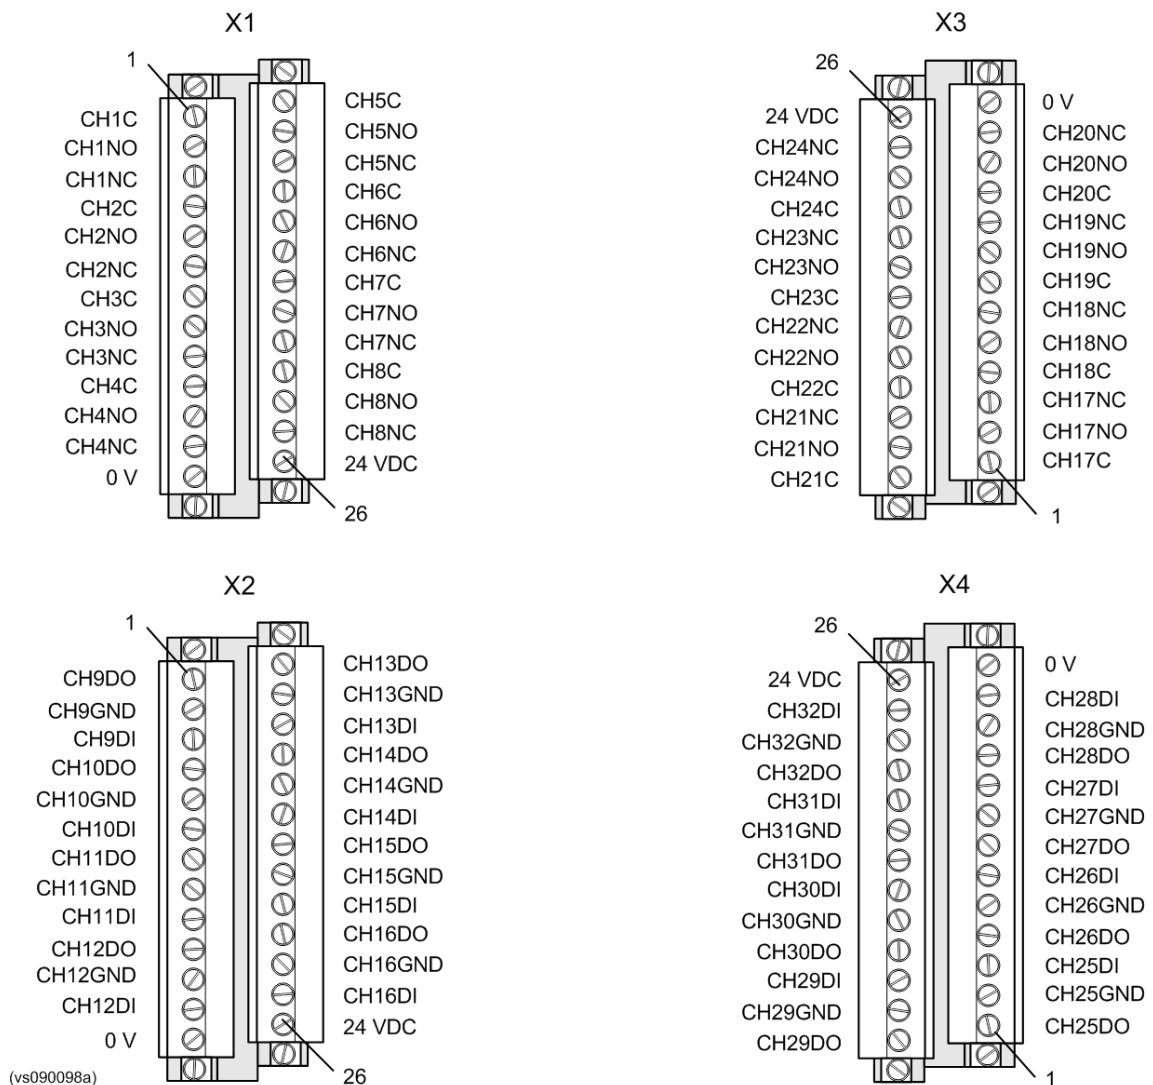 X1
1
CH1C
CH1NO
CH1NC
CH2C
CH2NO
CH2NC
CH3C
CH3NO
CH3NC
CH4C
CH4NO
CH4NC
0 V
CH5C
CH5NO
CH5NC
CH6C
CH6NO
CH6NC
CH7C
CH7NO
CH7NC
CH8C
CH8NO
CH8NC
24 VDC
26
X3
26
24 VDC
CH24NC
CH24NO
CH24C
CH23NC
CH23NO
CH23C
CH22NC
CH22NO
CH22C
CH21NC
CH21NO
CH21C
0 V
CH20NC
CH20NO
CH20C
CH19NC
CH19NO
CH19C
CH18NC
CH18NO
CH18C
CH17NC
CH17NO
CH17C
1
X2
1
CH9DO
CH9GND
CH9DI
CH10DO
CH10GND
CH10DI
CH11DO
CH11GND
CH11DI
CH12DO
CH12GND
CH12DI
0 V
CH13DO
CH13GND
CH13DI
CH14DO
CH14GND
CH14DI
CH15DO
CH15GND
CH15DI
CH16DO
CH16GND
CH16DI
24 VDC
26
X4
26
24 VDC
CH32DI
CH32GND
CH32DO
CH31DI
CH31GND
CH31DO
CH30DI
CH30GND
CH30DO
CH29DI
CH29GND
CH29DO
0 V
CH28DI
CH28GND
CH28DO
CH27DI
CH27GND
CH27DO
CH26DI
CH26GND
CH26DO
CH25DI
CH25GND
CH25DO
1
(vs090098a)